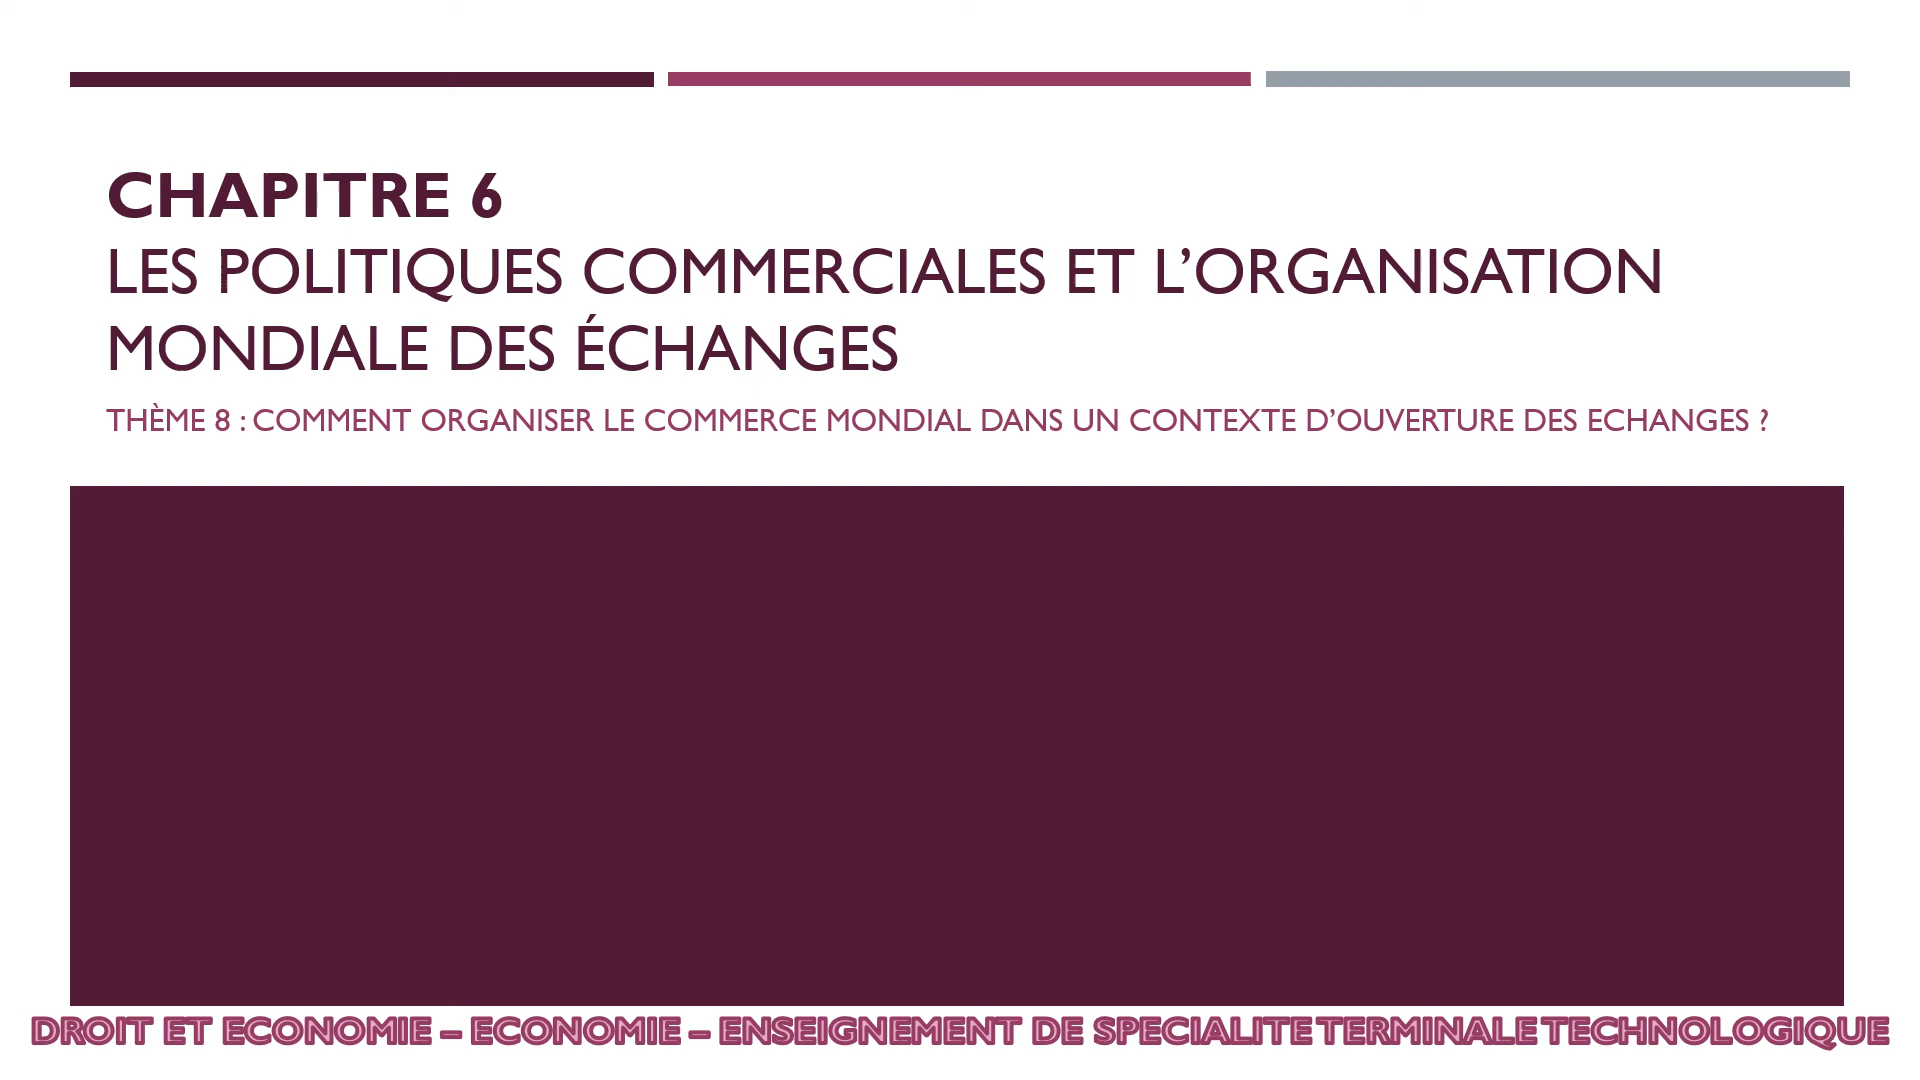 CHAPITRE 6
LES POLITIQUES COMMERCIALES ET L’ORGANISATION
MONDIALE DES ÉCHANGES
THÈME 8 : COMMENT ORGANISER LE COMMERCE MONDIAL DANS UN CONTEXTE D’OUVERTURE DES ECHANGES ?
DROIT ET ECONOMIE – ECONOMIE – ENSEIGNEMENT DE SPECIALITE TERMINALE TECHNOLOGIQUE